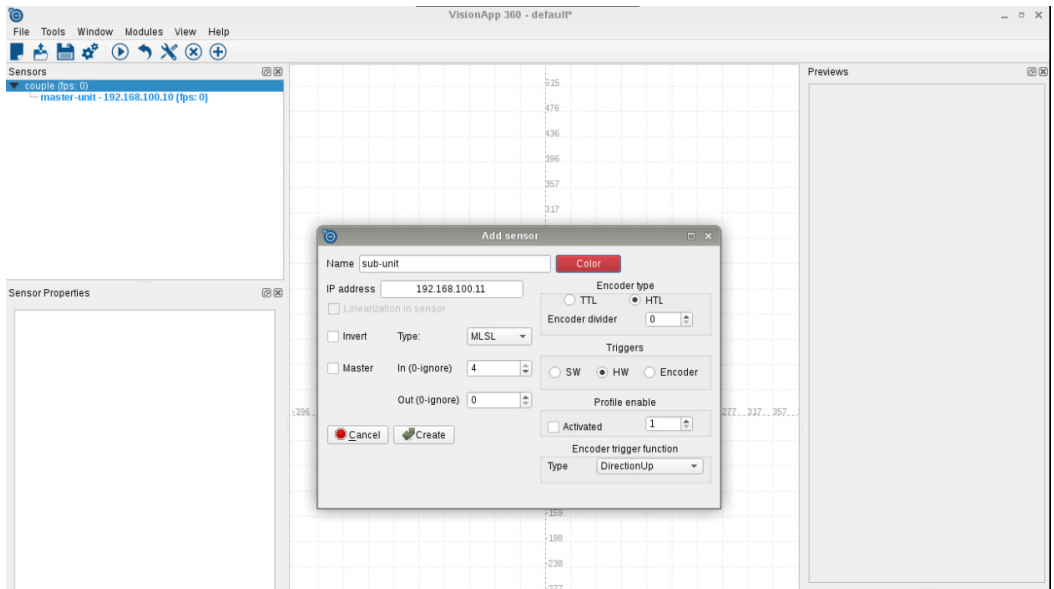 VisionApp 360 - default*
File Tools Window Modules View Help
Sensors
couple (fps: 0)
master-unit - 192.168.100.10 (fps: 0)
Sensor Properties
Previews
515
476
436
396
357
317
Add sensor
Name sub-unit Color
IP address 192.168.100.11
Linearization in sensor
Invert Type: MLSL
Master In (0-ignore) 4
Out (0-ignore) 0
Cancel Create
Encoder type
TTL HTL
Encoder divider 0
Triggers
SW HW Encoder
Profile enable
Activated 1
Encoder trigger function
Type DirectionUp
-396
277 317 357
-159
-198
-238
-277